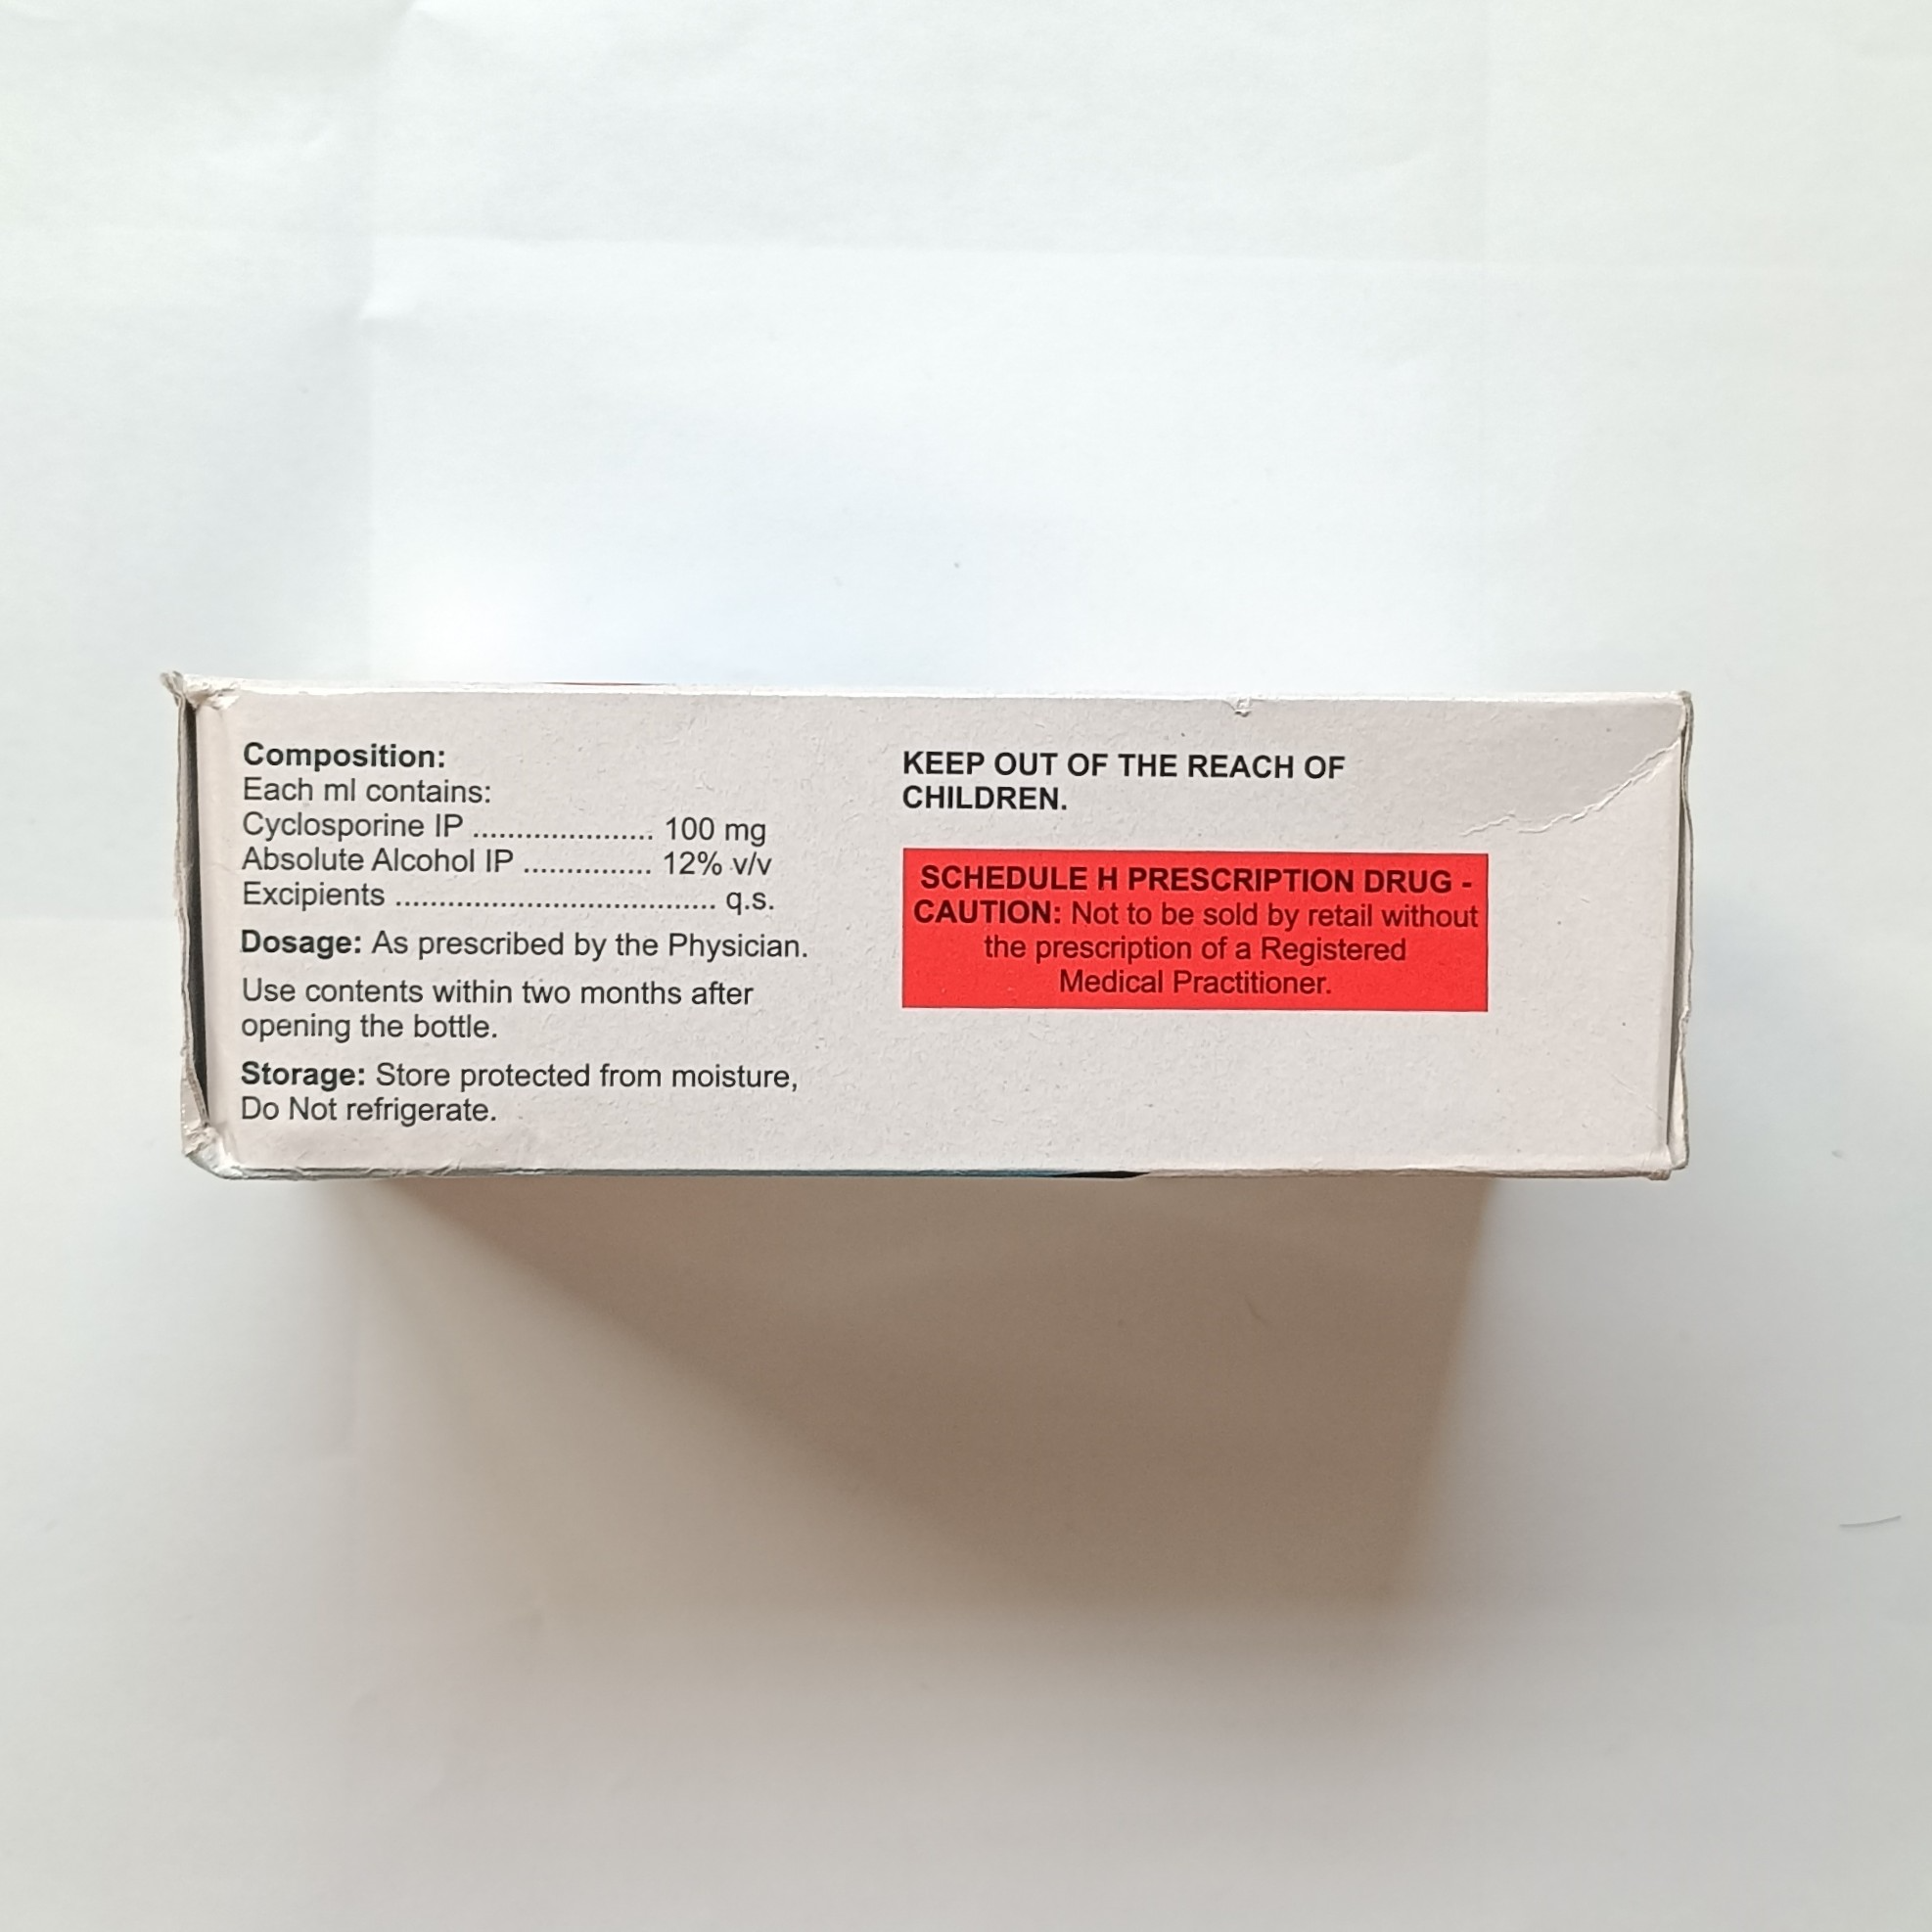 Composition:
Each ml contains:
Cyclosporine IP ..................... 100 mg
Absolute Alcohol IP ............... 12% v/v
Excipients ..................................... q.s.
Dosage: As prescribed by the Physician.
Use contents within two months after
opening the bottle.
Storage: Store protected from moisture,
Do Not refrigerate.
KEEP OUT OF THE REACH OF
CHILDREN.
SCHEDULE H PRESCRIPTION DRUG -
CAUTION: Not to be sold by retail without
the prescription of a Registered
Medical Practitioner.